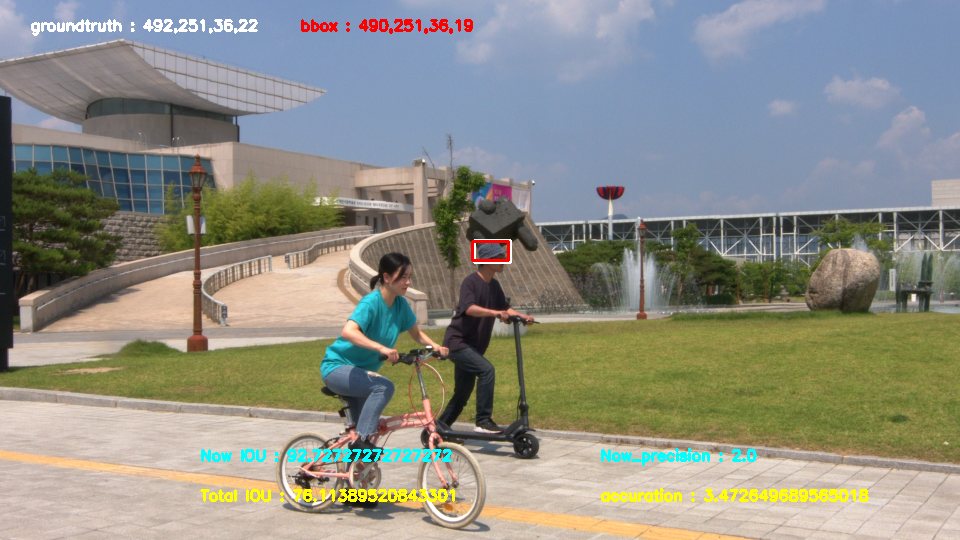 groundtruth : 492,251,36,22
bbox : 490,251,36,19
Now IOU : 92.72727272727272
Now_precision : 2.0
Total IOU : 76.11389520843301
accuration : 3.472649689565018